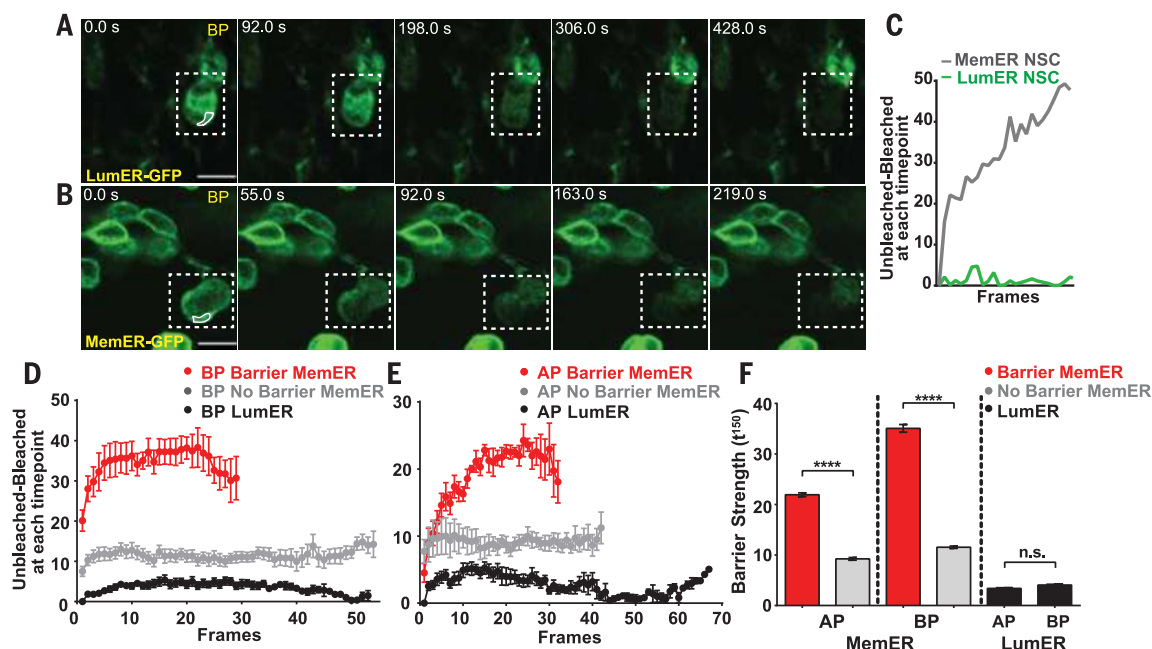 A
0.0 s
BP
92.0 s
198.0 s
306.0 s
428.0 s
LumER-GFP
B
0.0 s
BP
55.0 s
92.0 s
163.0 s
219.0 s
MemER-GFP
C
MemER NSC
LumER NSC
50
40
30
20
10
0
Unbleached-Bleached
at each timepoint
Frames
D
BP Barrier MemER
BP No Barrier MemER
BP LumER
50
40
30
20
10
0
Unbleached-Bleached
at each timepoint
0 10 20 30 40 50
Frames
E
AP Barrier MemER
AP No Barrier MemER
AP LumER
30
20
10
0
0 10 20 30 40 50 60 70
Frames
F
Barrier MemER
No Barrier MemER
LumER
40
30
20
10
0
Barrier Strength (t¹⁵⁰)
****
****
n.s.
AP BP AP BP
MemER LumER